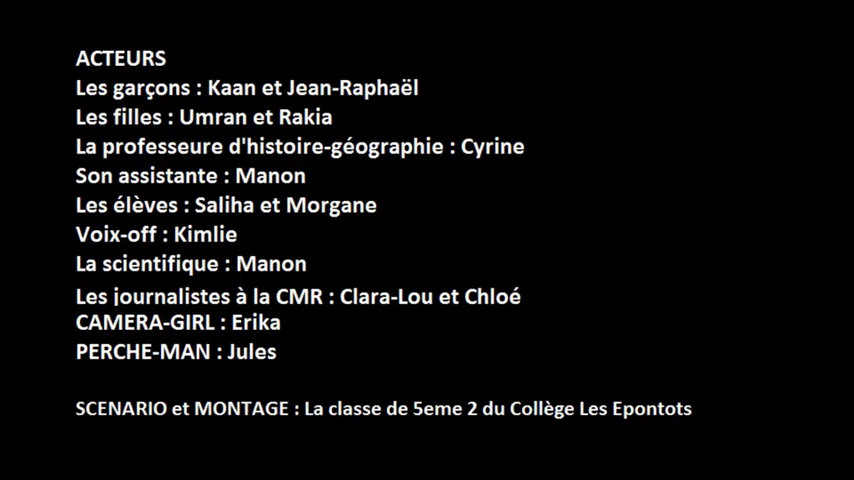 ACTEURS
Les garçons : Kaan et Jean-Raphaël
Les filles : Umran et Rakia
La professeure d'histoire-géographie : Cyrine
Son assistante : Manon
Les élèves : Saliha et Morgane
Voix-off : Kimlie
La scientifique : Manon
Les journalistes à la CMR : Clara-Lou et Chloé
CAMERA-GIRL : Erika
PERCHE-MAN : Jules
SCENARIO et MONTAGE : La classe de 5eme 2 du Collège Les Epontots